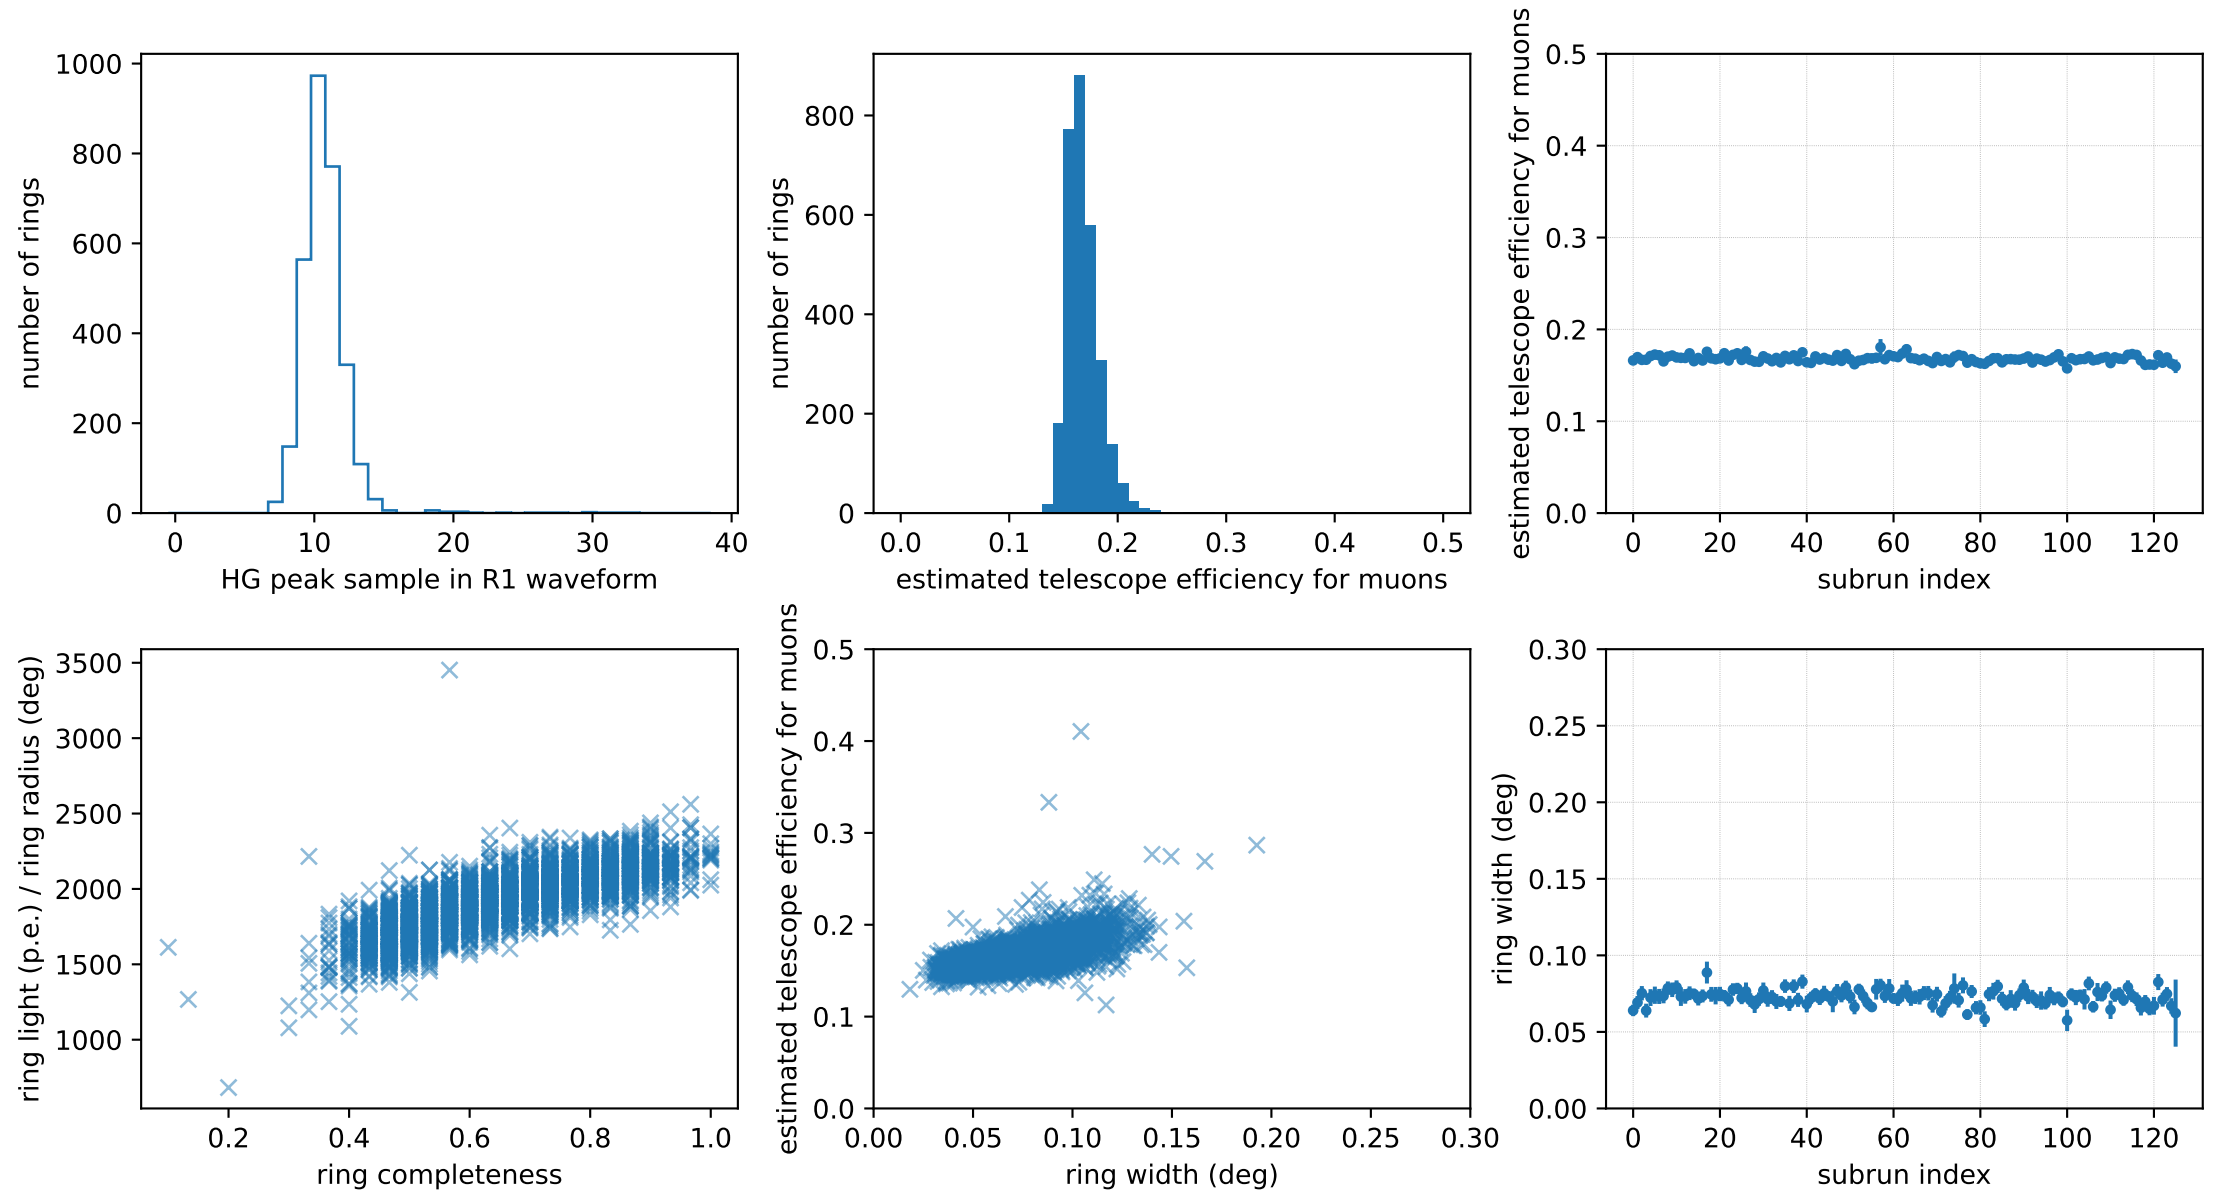 1000
800
600
400
200
0
number of rings
0 10 20 30 40
HG peak sample in R1 waveform
800
600
400
200
0
number of rings
0.0 0.1 0.2 0.3 0.4 0.5
estimated telescope efficiency for muons
0.5
0.4
0.3
0.2
0.1
0.0
estimated telescope efficiency for muons
0 20 40 60 80 100 120
subrun index
3500
3000
2500
2000
1500
1000
ring light (p.e.) / ring radius (deg)
0.2 0.4 0.6 0.8 1.0
ring completeness
0.5
0.4
0.3
0.2
0.1
0.0
estimated telescope efficiency for muons
0.00 0.05 0.10 0.15 0.20 0.25 0.30
ring width (deg)
0.30
0.25
0.20
0.15
0.10
0.05
0.00
ring width (deg)
0 20 40 60 80 100 120
subrun index